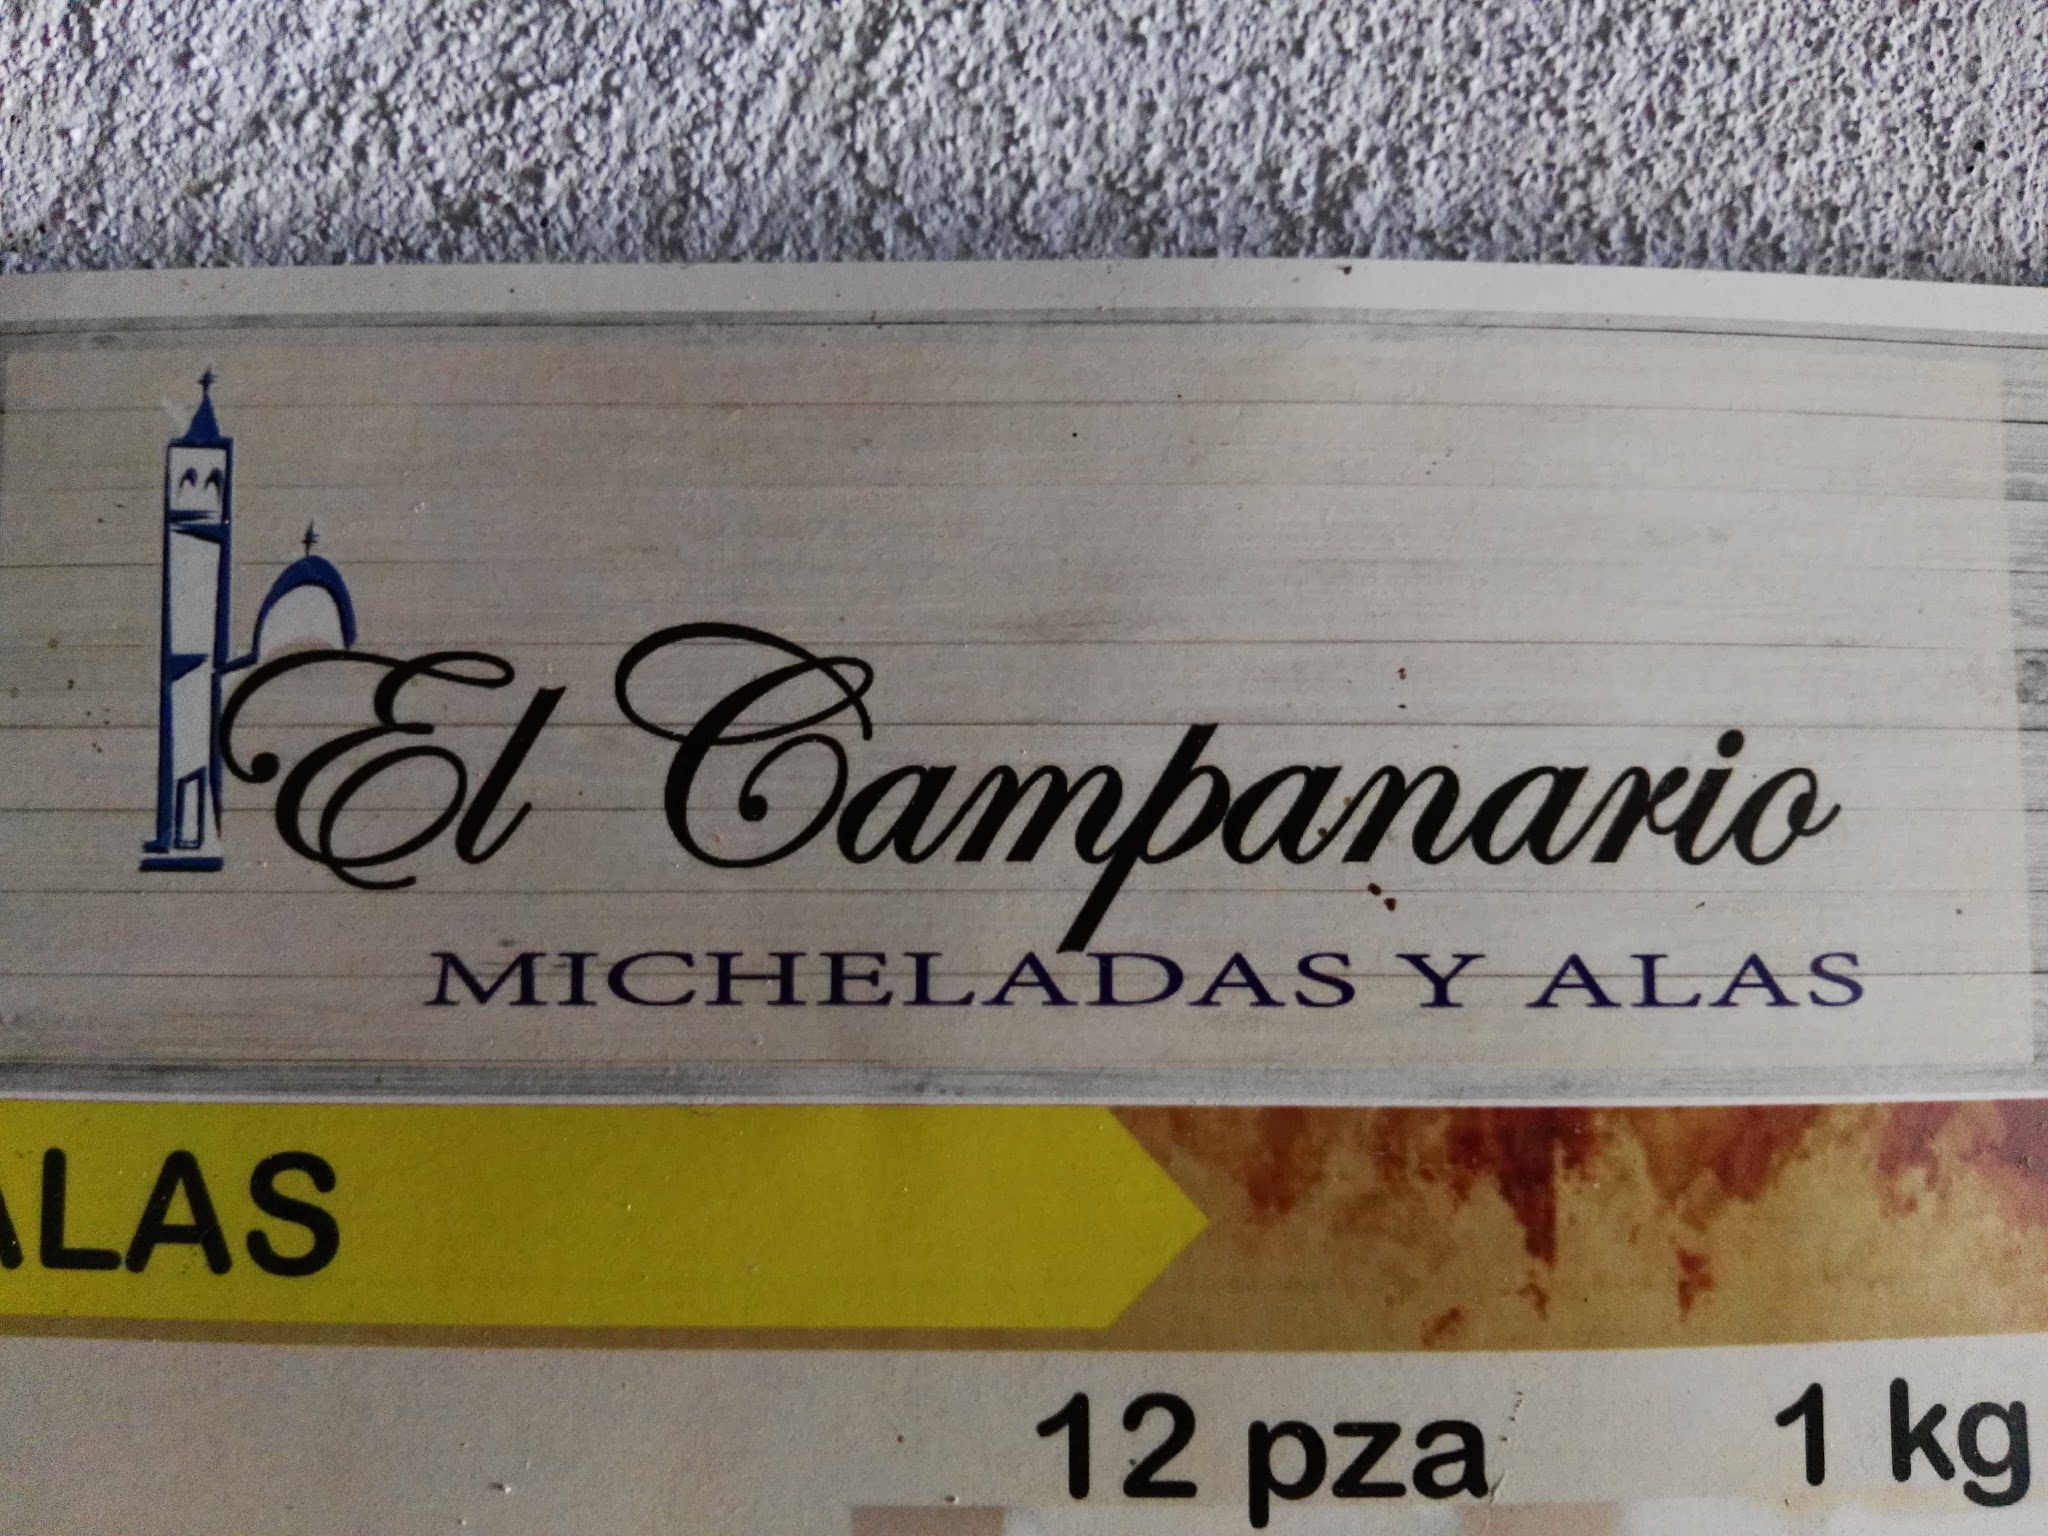 El Campanario
MICHELADAS Y ALAS
ALAS
12 pza 1 kg